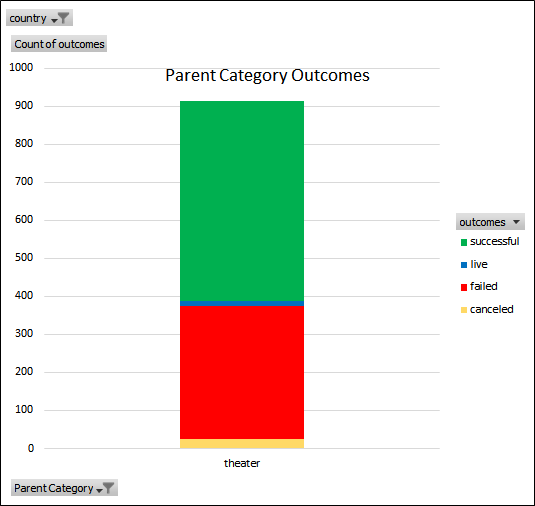 country
Count of outcomes
Parent Category Outcomes
1000
900
800
700
600
500
400
300
200
100
0
theater
outcomes
successful
live
failed
canceled
Parent Category